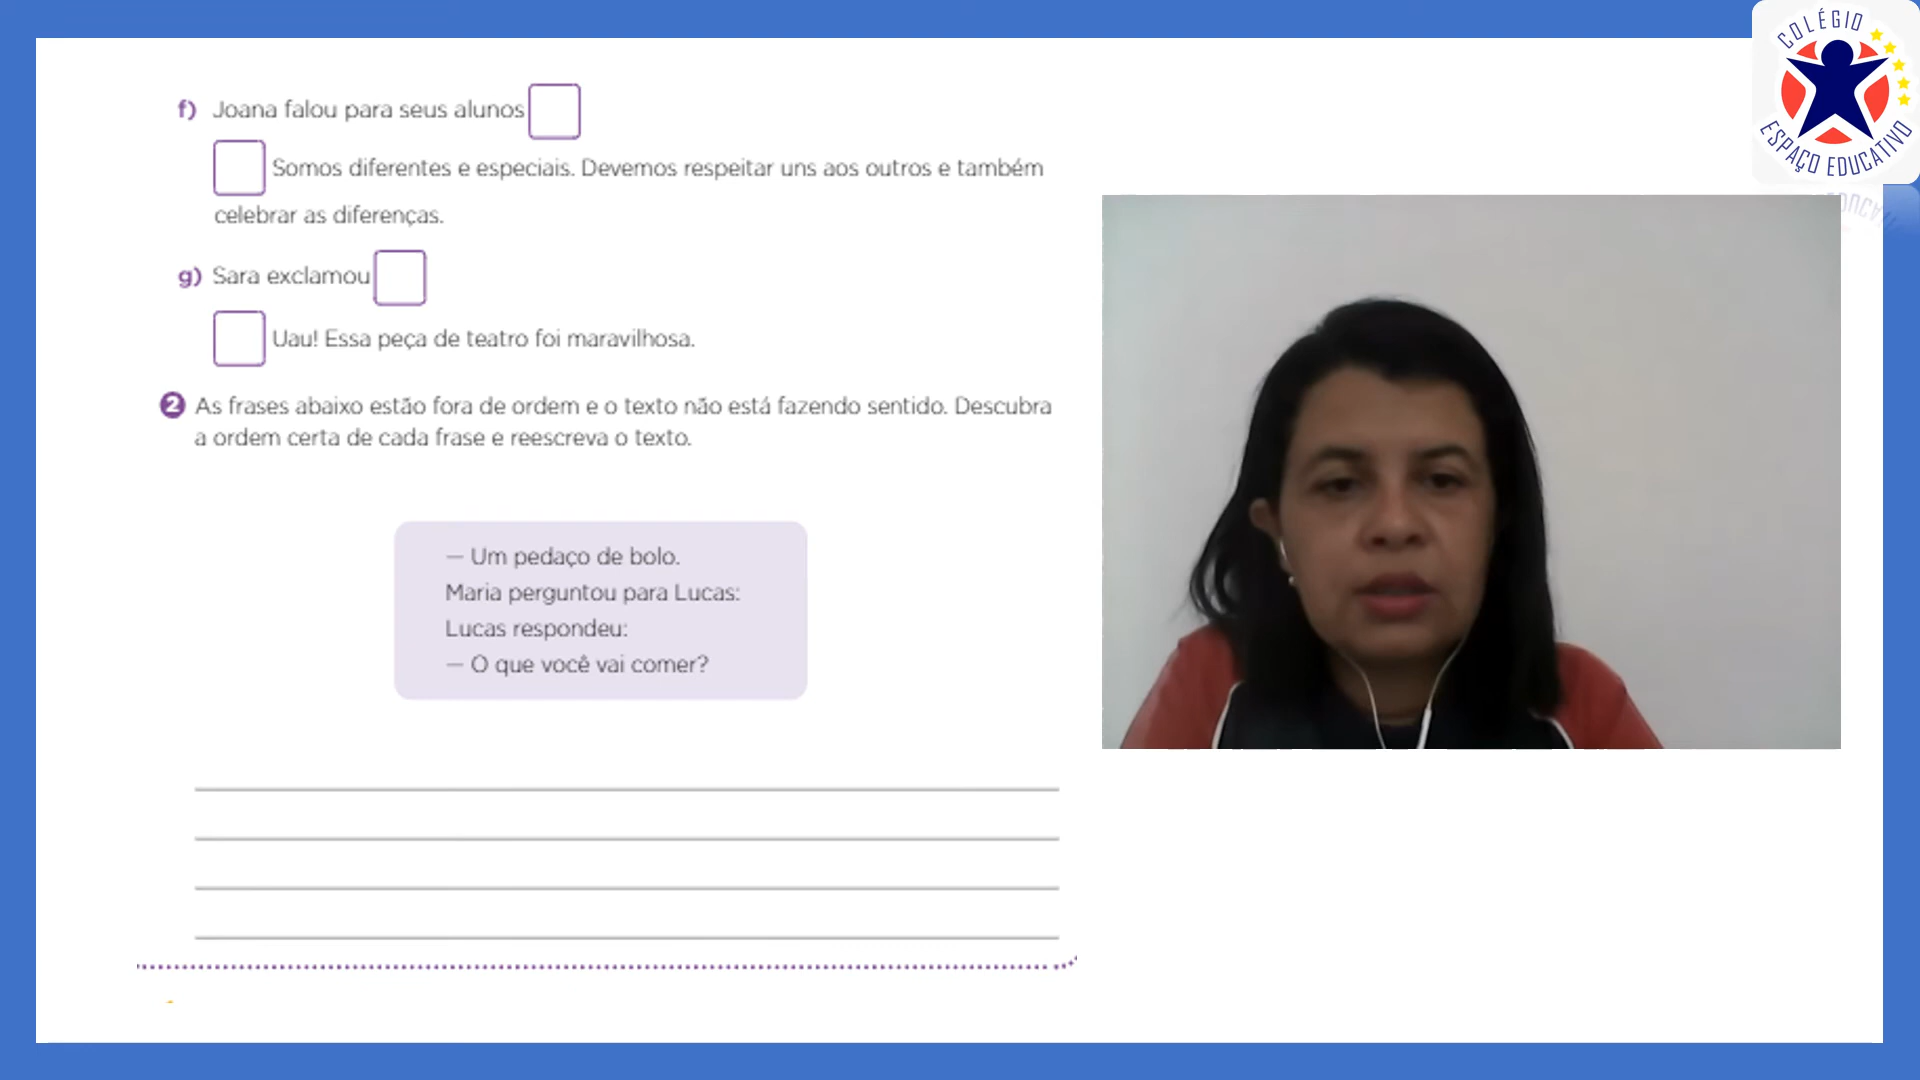 COLÉGIO
ESPAÇO EDUCATIVO
f) Joana falou para seus alunos
Somos diferentes e especiais. Devemos respeitar uns aos outros e também
celebrar as diferenças.
g) Sara exclamou
Uau! Essa peça de teatro foi maravilhosa.
2 As frases abaixo estão fora de ordem e o texto não está fazendo sentido. Descubra
a ordem certa de cada frase e reescreva o texto.
— Um pedaço de bolo.
Maria perguntou para Lucas:
Lucas respondeu:
— O que você vai comer?